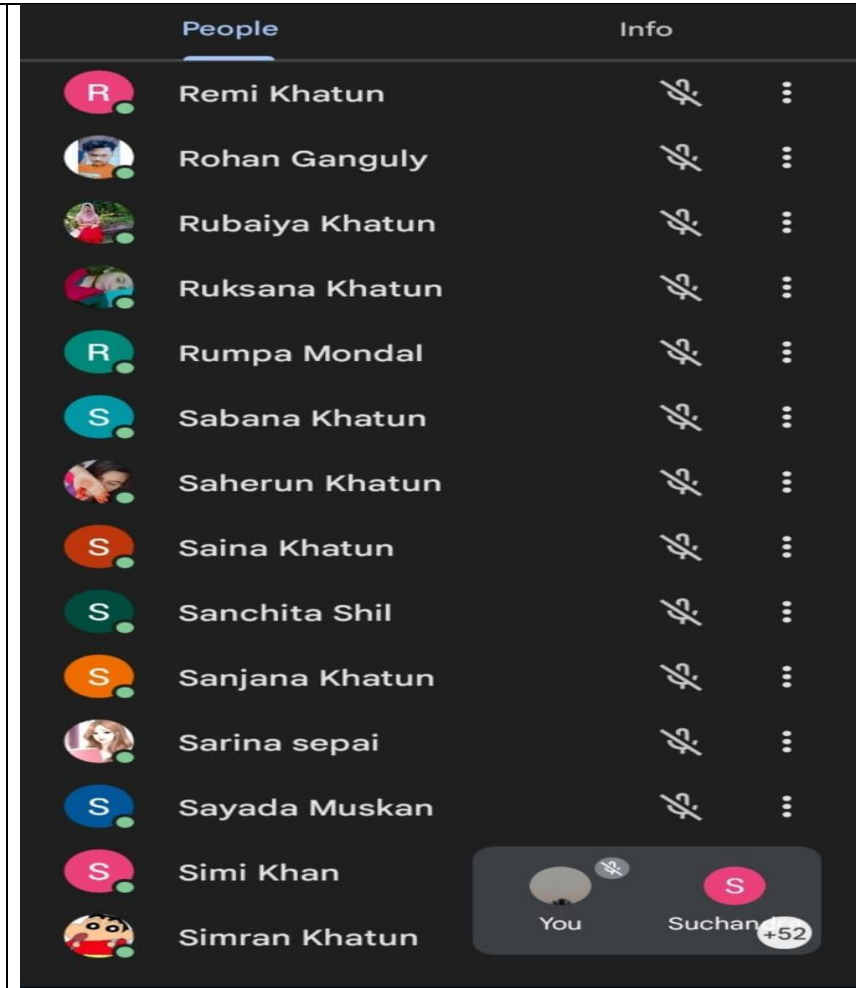 People Info
R Remi Khatun
Rohan Ganguly
Rubaiya Khatun
Ruksana Khatun
R Rumpa Mondal
S Sabana Khatun
Saherun Khatun
S Saina Khatun
S Sanchita Shil
S Sanjana Khatun
Sarina sepai
S Sayada Muskan
S Simi Khan
S
You Suchan
+52
Simran Khatun